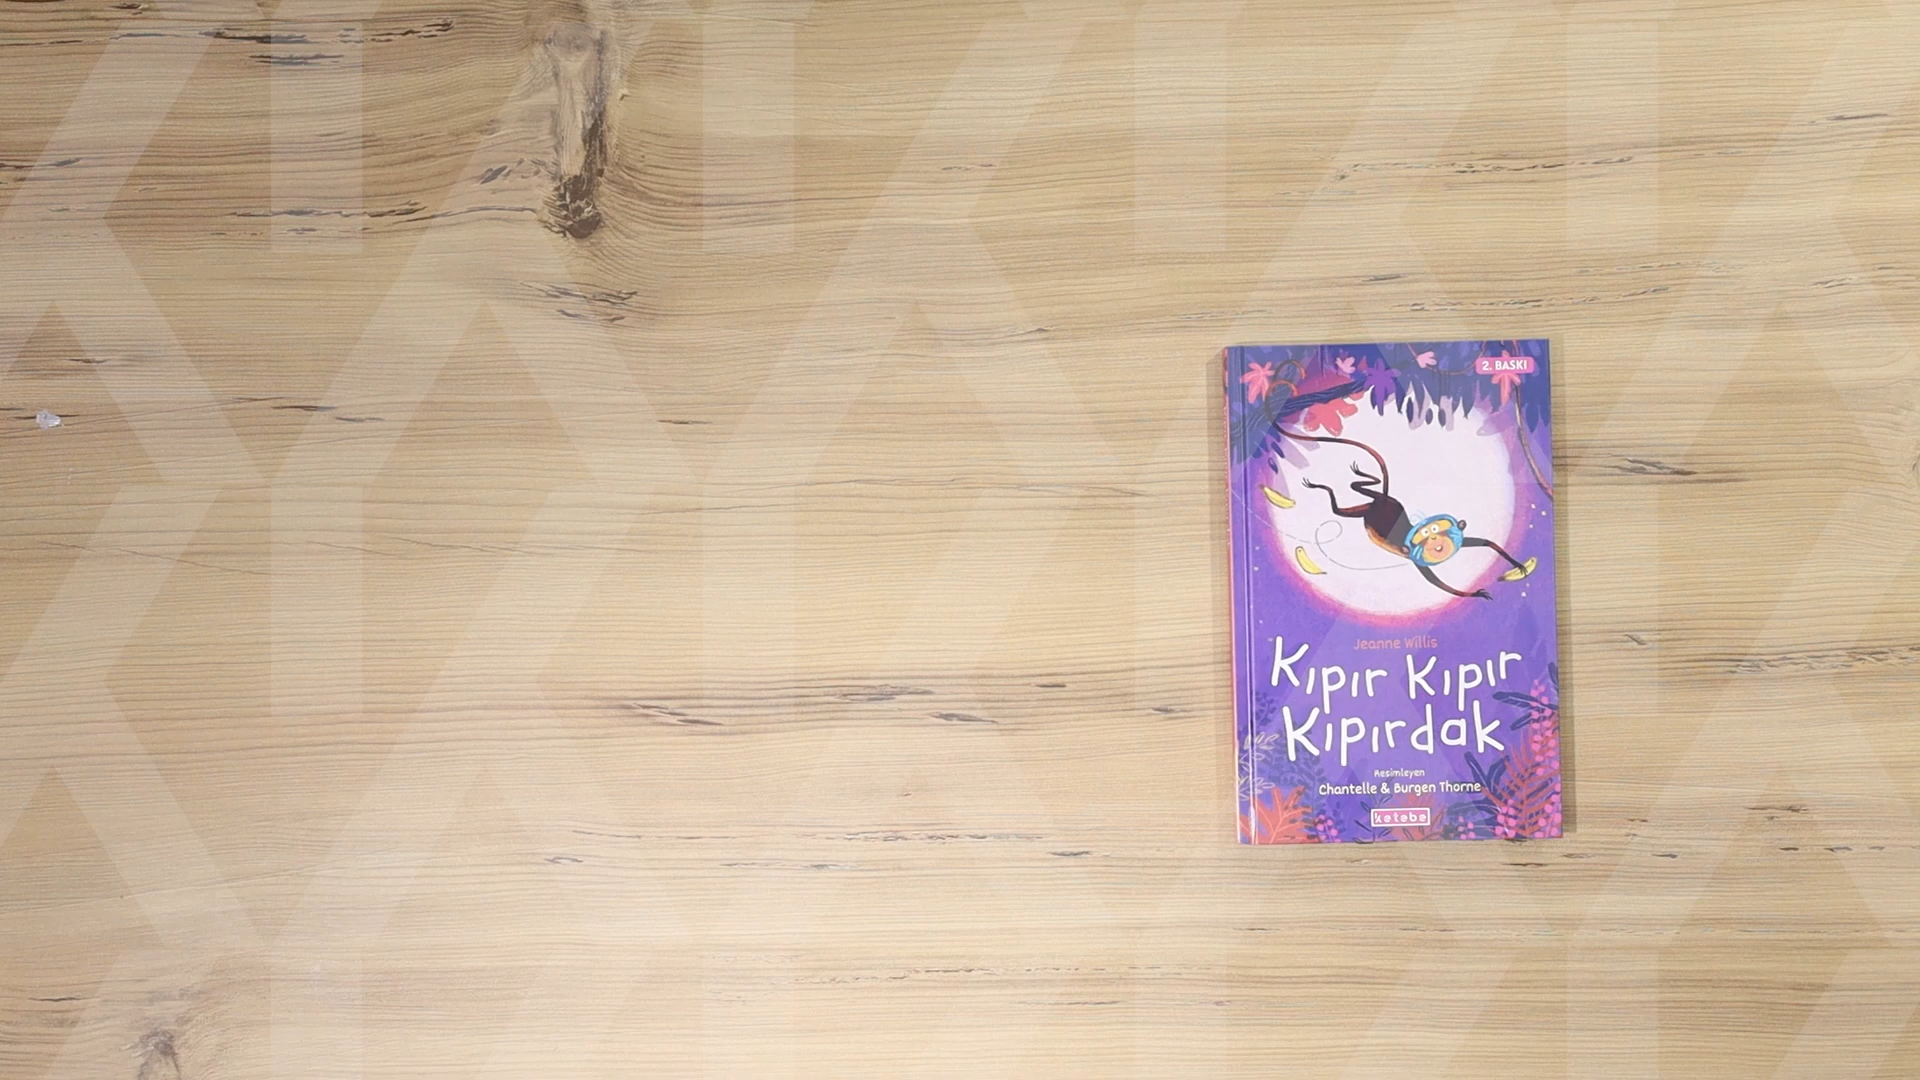 2. BASKI
Jeanne Willis
Kıpır Kıpır
Kıpırdak
Resimleyen
Chantelle & Burgen Thorne
ketebe